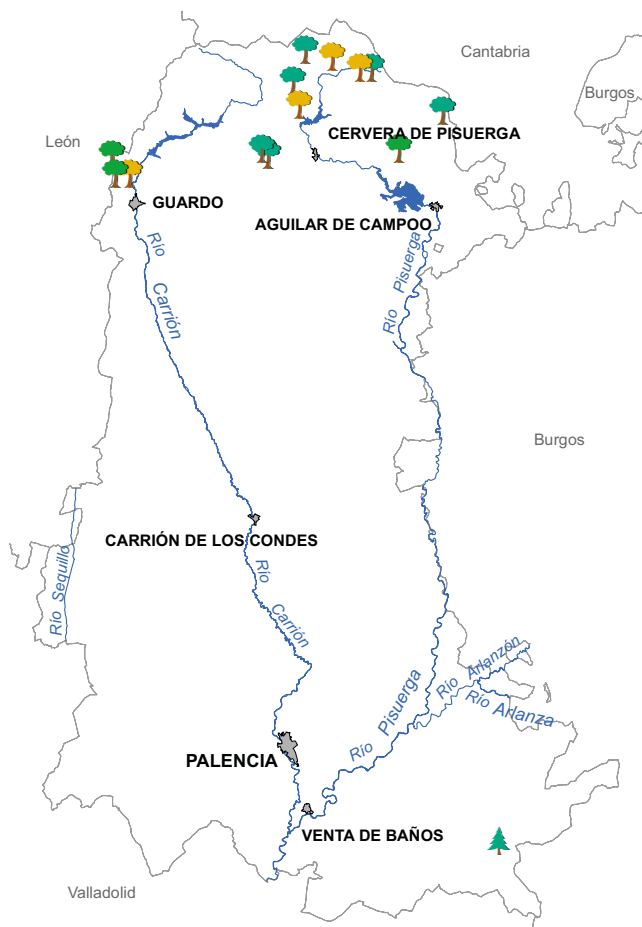 Cantabria
Burgos
León
CERVERA DE PISUERGA
GUARDO
AGUILAR DE CAMPOO
Río Carrión
Río Pisuerga
Burgos
CARRIÓN DE LOS CONDES
Río Sequillo
Río Carrión
Río Arlanzón
Río Arlanza
Río Pisuerga
PALENCIA
VENTA DE BAÑOS
Valladolid